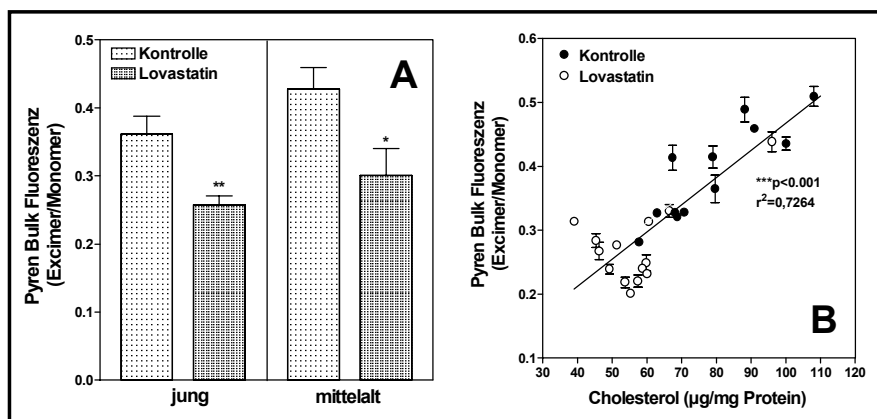 Pyren Bulk Fluoreszenz
(Excimer/Monomer)
0.5
0.4
0.3
0.2
0.1
0.0
Kontrolle
Lovastatin
A
**
*
jung
mittelalt
Pyren Bulk Fluoreszenz
(Excimer/Monomer)
0.6
0.5
0.4
0.3
0.2
0.1
Kontrolle
Lovastatin
***p<0.001
r²=0,7264
B
30 40 50 60 70 80 90 100 110 120
Cholesterol (µg/mg Protein)